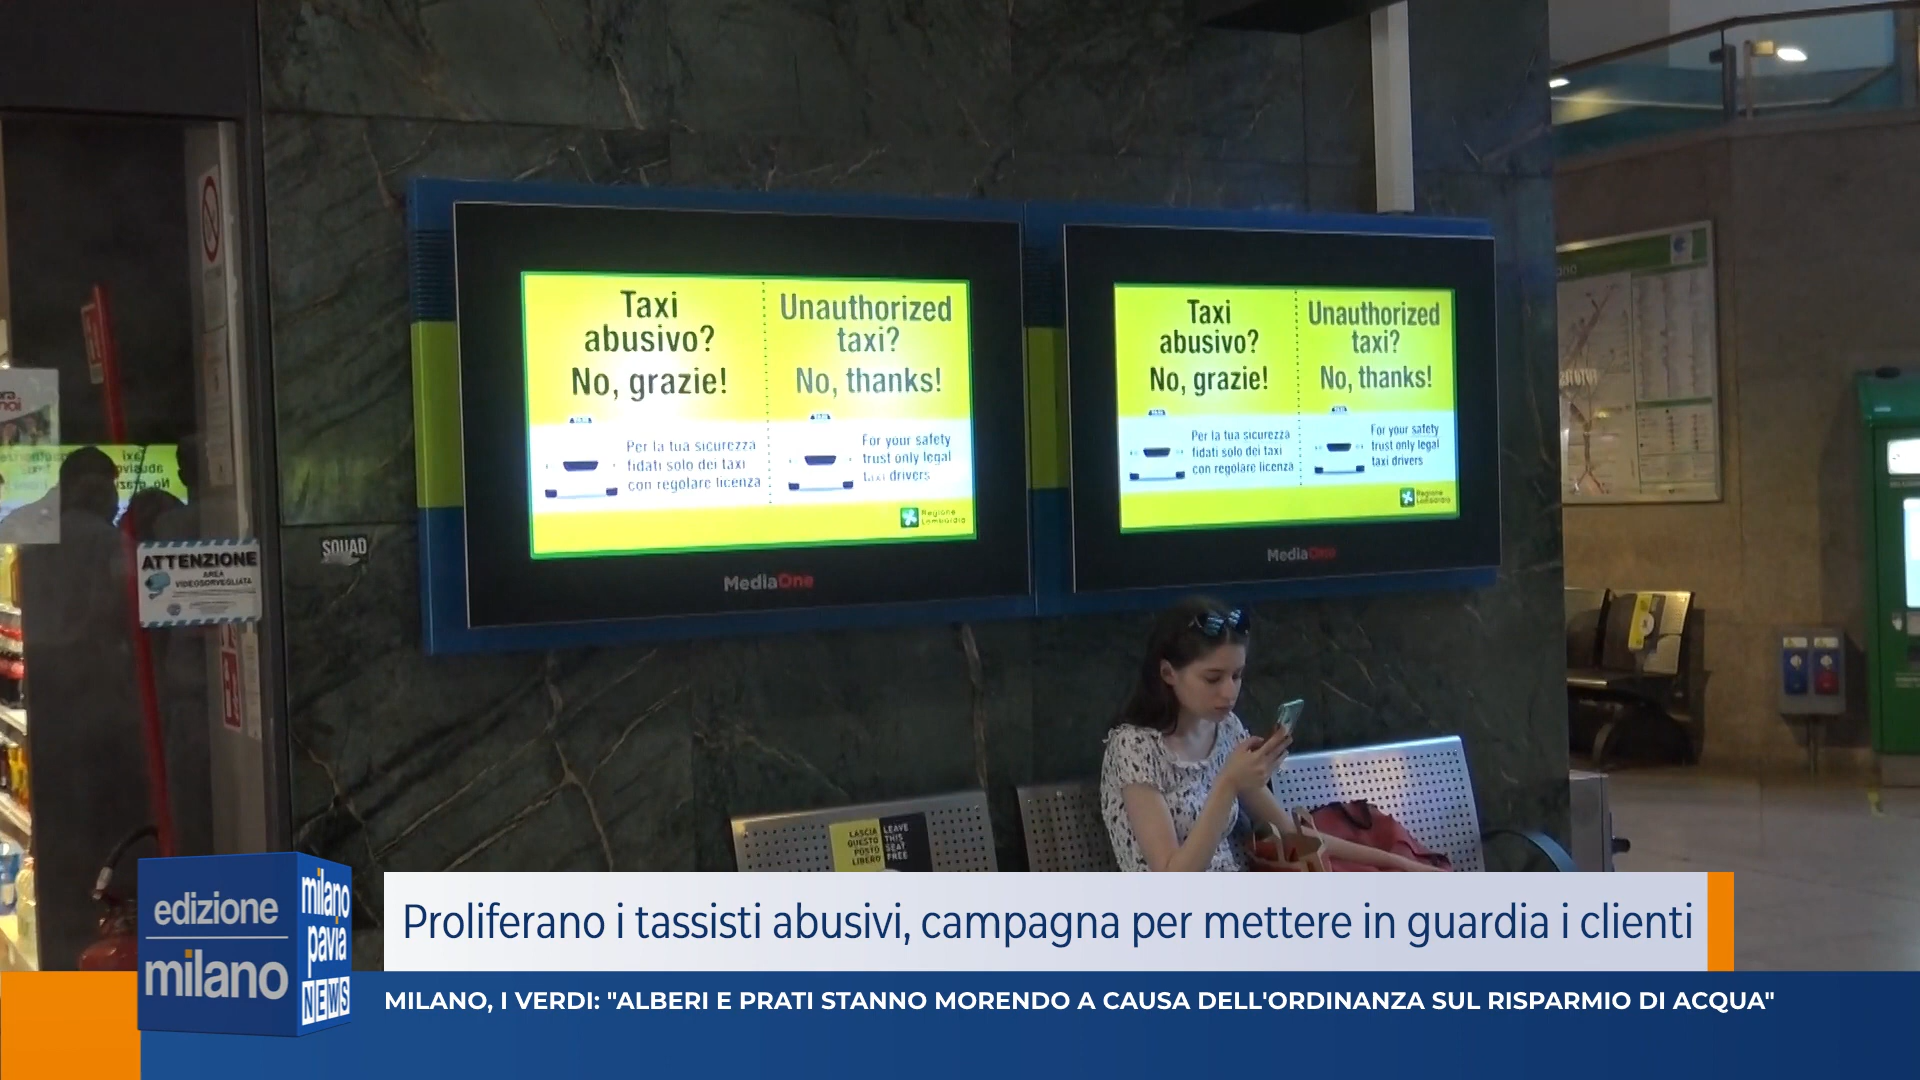 Taxi
abusivo?
No, grazie!
Per la tua sicurezza
fidati solo dei taxi
con regolare licenza
Unauthorized
taxi?
No, thanks!
For your safety
trust only legal
taxi drivers
Regione
Lombardia
MediaOne
Taxi
abusivo?
No, grazie!
Per la tua sicurezza
fidati solo dei taxi
con regolare licenza
Unauthorized
taxi?
No, thanks!
For your safety
trust only legal
taxi drivers
Regione
Lombardia
MediaOne
SQUAD
ATTENZIONE
AREA
VIDEOSORVEGLIATA
LASCIA
QUESTO
POSTO
LIBERO
LEAVE
THIS
SEAT
FREE
edizione
milano
milano
pavia
NEWS
Proliferano i tassisti abusivi, campagna per mettere in guardia i clienti
MILANO, I VERDI: "ALBERI E PRATI STANNO MORENDO A CAUSA DELL'ORDINANZA SUL RISPARMIO DI ACQUA"